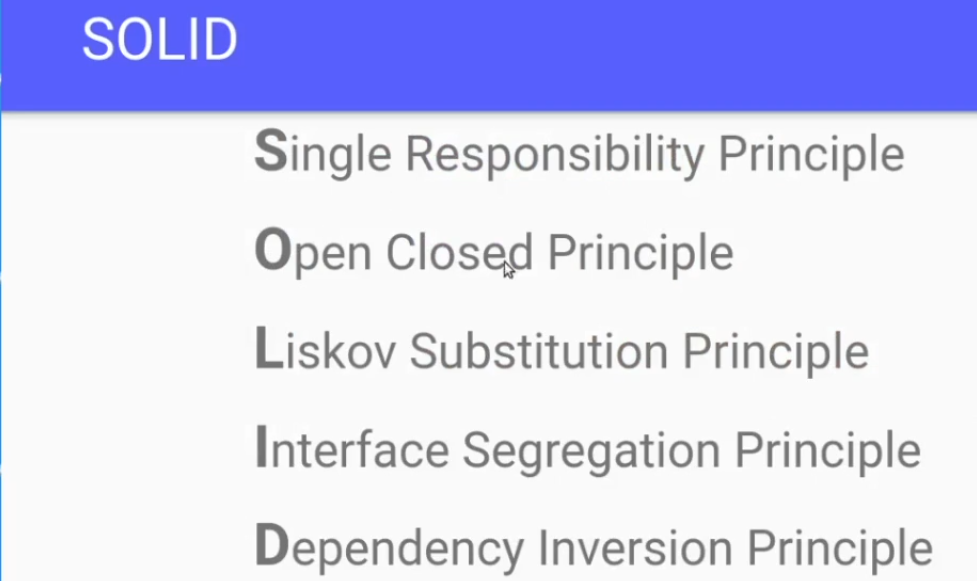 SOLID
Single Responsibility Principle
Open Closed Principle
Liskov Substitution Principle
Interface Segregation Principle
Dependency Inversion Principle